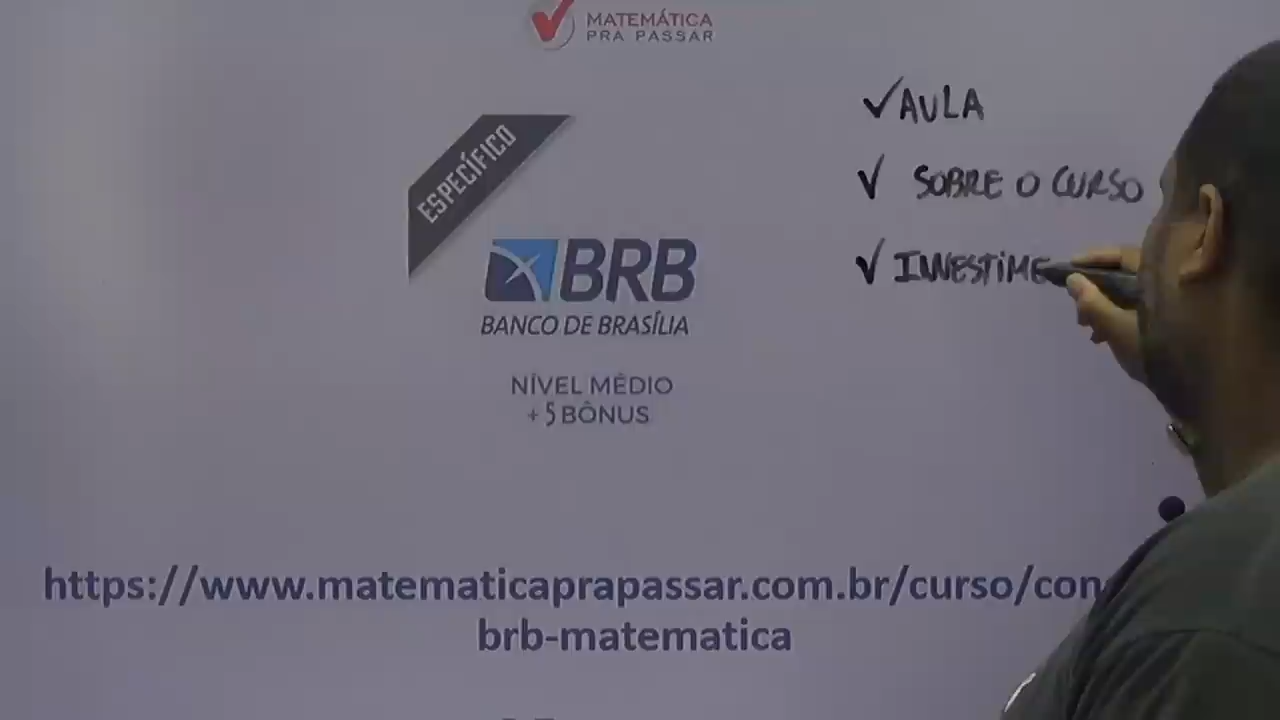 MATEMÁTICA
PRA PASSAR
ESPECÍFICO
BRB
BANCO DE BRASÍLIA
NÍVEL MÉDIO
+5 BÔNUS
✓ AULA
✓ SOBRE O CURSO
✓ INVESTIME
https://www.matematicaprapassar.com.br/curso/con
brb-matematica